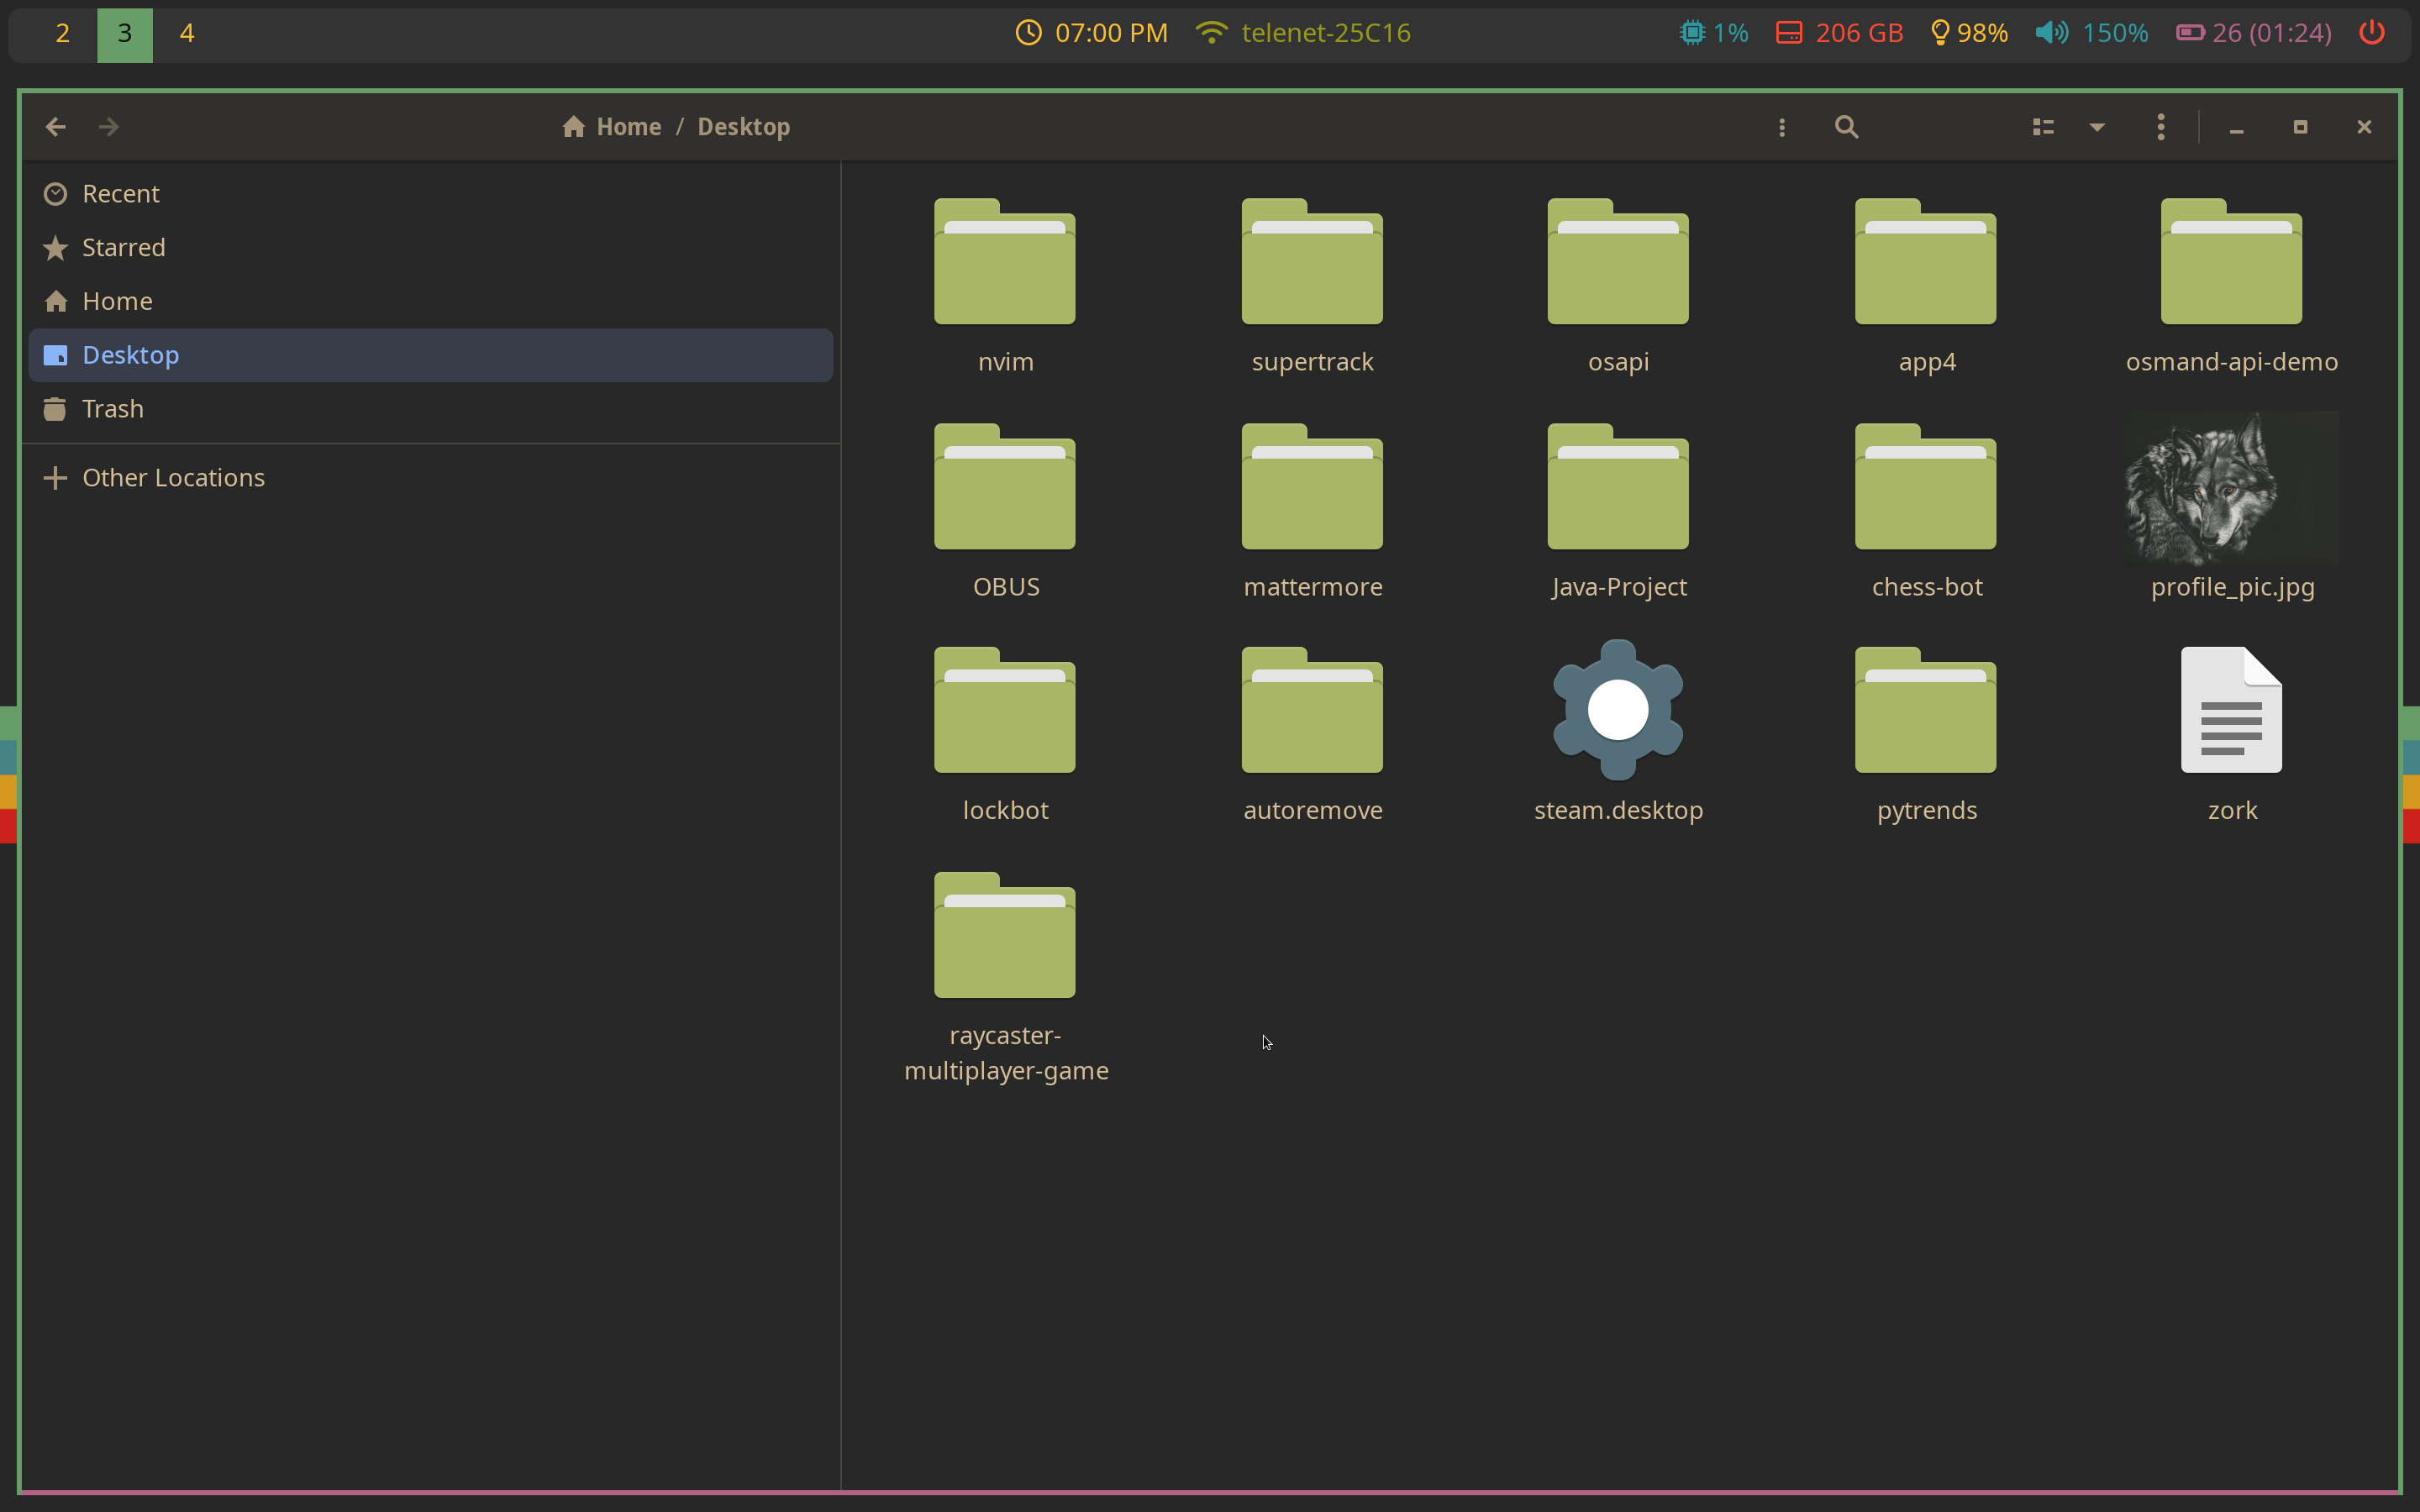 2 3 4 07:00 PM telenet-25C16 1% 206 GB 98% 150% 26 (01:24)
Home / Desktop
Recent
Starred
Home
Desktop
Trash
Other Locations
nvim supertrack osapi app4 osmand-api-demo
OBUS mattermore Java-Project chess-bot profile_pic.jpg
lockbot autoremove steam.desktop pytrends zork
raycaster-
multiplayer-game